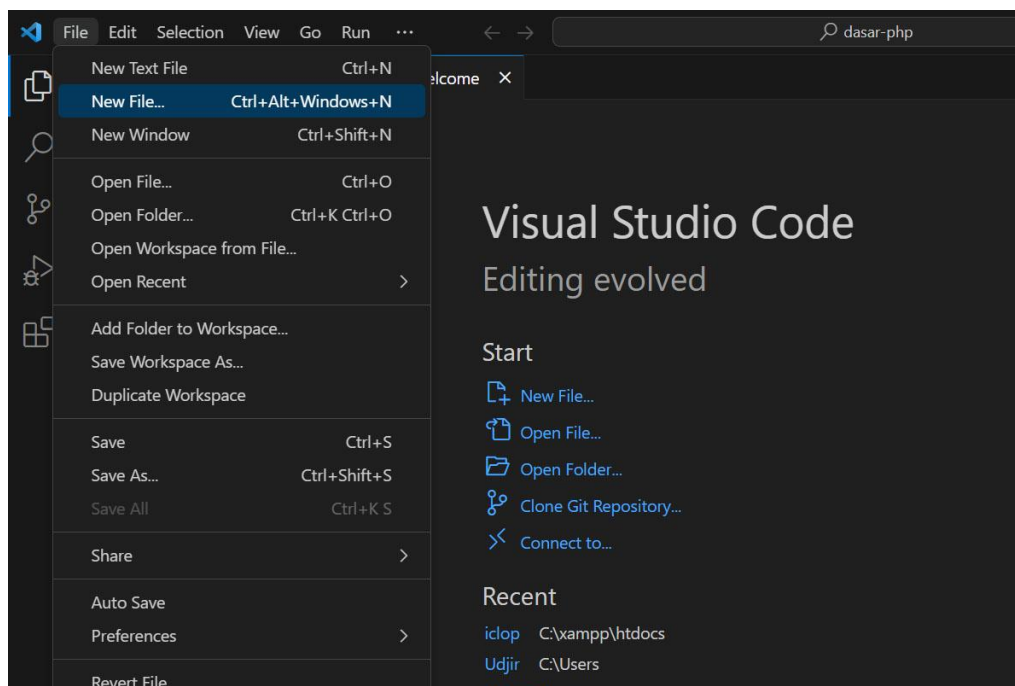 File Edit Selection View Go Run ...
dasar-php
New Text File Ctrl+N
New File... Ctrl+Alt+Windows+N
New Window Ctrl+Shift+N
Open File... Ctrl+O
Open Folder... Ctrl+K Ctrl+O
Open Workspace from File...
Open Recent
Add Folder to Workspace...
Save Workspace As...
Duplicate Workspace
Save Ctrl+S
Save As... Ctrl+Shift+S
Save All Ctrl+K S
Share
Auto Save
Preferences
Revert File
elcome
Visual Studio Code
Editing evolved
Start
New File...
Open File...
Open Folder...
Clone Git Repository...
Connect to...
Recent
iclop C:\xampp\htdocs
Udjir C:\Users